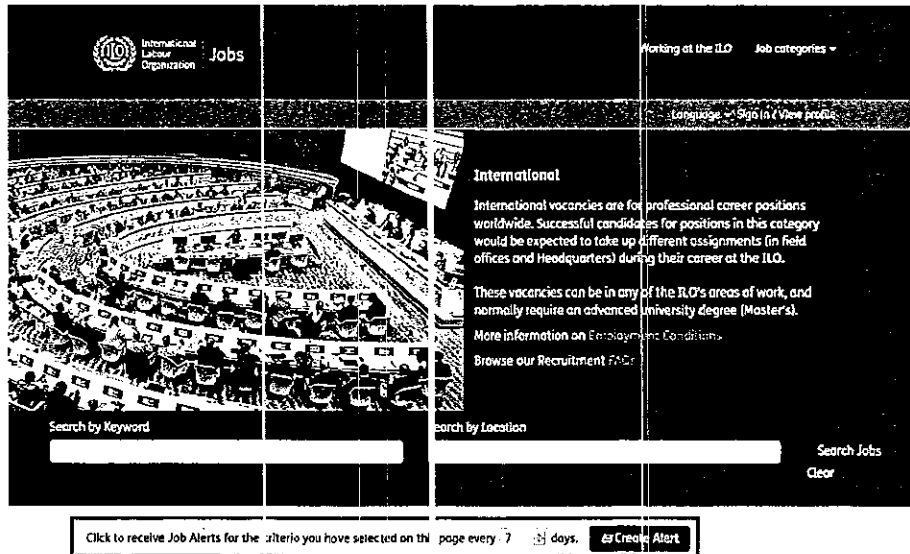 International
Labour
Organization
Jobs
Working at the ILO Job categories
Language Sign in / View profile
International
International vacancies are for professional career positions
worldwide. Successful candidates for positions in this category
would be expected to take up different assignments (in field
offices and Headquarters) during their career at the ILO.
These vacancies can be in any of the ILO's areas of work, and
normally require an advanced university degree (Master's).
More information on Employment Conditions
Browse our Recruitment FAQs
Search by Keyword Search by Location
Search Jobs
Clear
Click to receive Job Alerts for the criteria you have selected on this page every 7 days. Create Alert